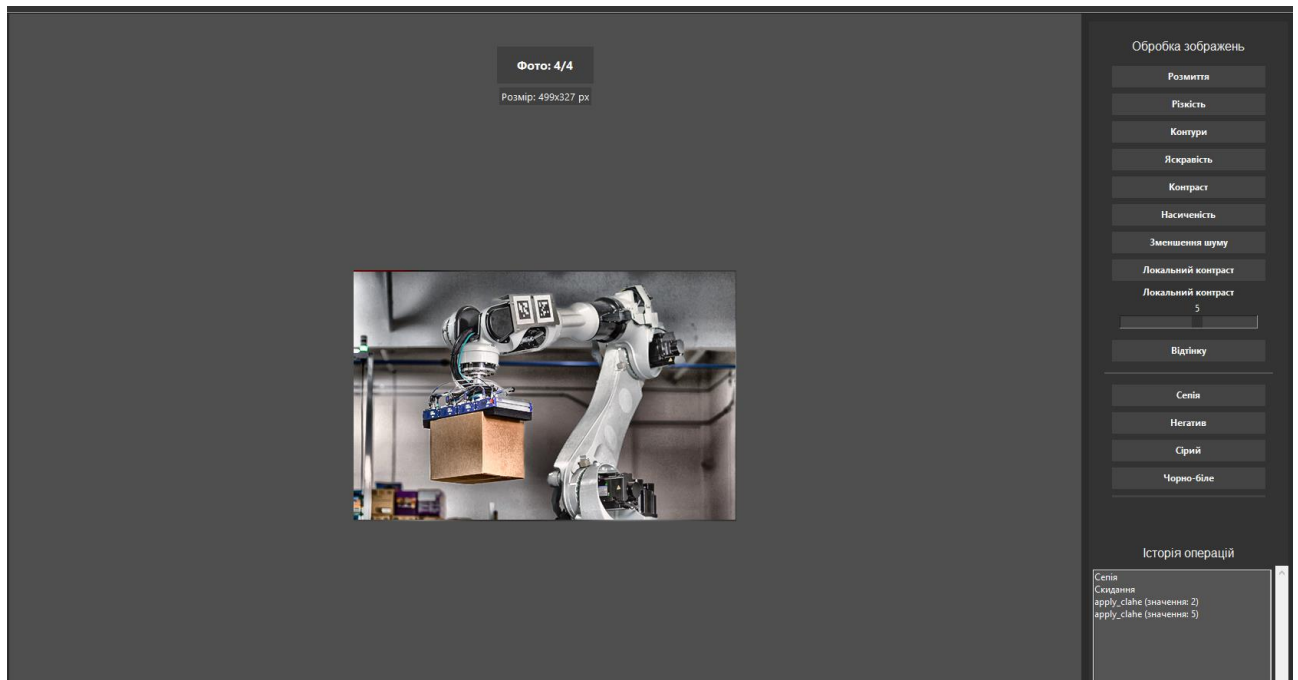 Фото: 4/4
Розмір: 499x327 px
Обробка зображень
Розмиття
Різкість
Контури
Яскравість
Контраст
Насиченість
Зменшення шуму
Локальний контраст
Локальний контраст
5
Відтінку
Сепія
Негатив
Сірий
Чорно-біле
Історія операцій
Сепія
Скидання
apply_clahe (значення: 2)
apply_clahe (значення: 5)